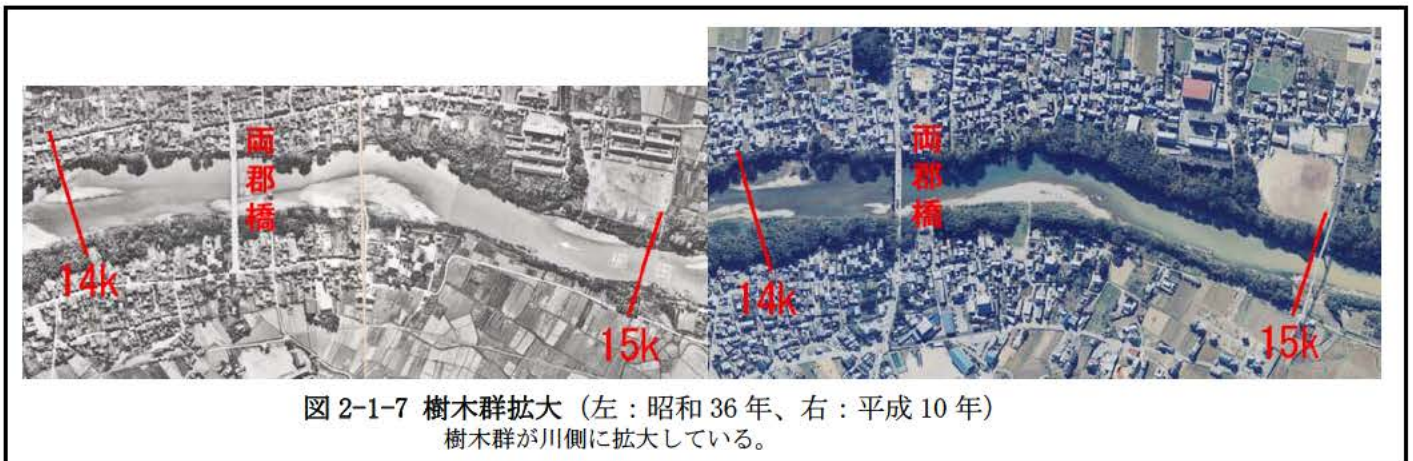 両郡橋
14k
15k
両郡橋
14k
15k
図 2-1-7 樹木群拡大（左：昭和 36 年、右：平成 10 年）
樹木群が川側に拡大している。